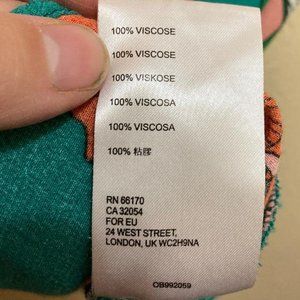 100% VISCOSE
100% VISCOSE
100% VISKOSE
100% VISCOSA
100% VISCOSA
100% 粘膠
RN 66170
CA 32054
FOR EU
24 WEST STREET,
LONDON, UK WC2H9NA
OB992059